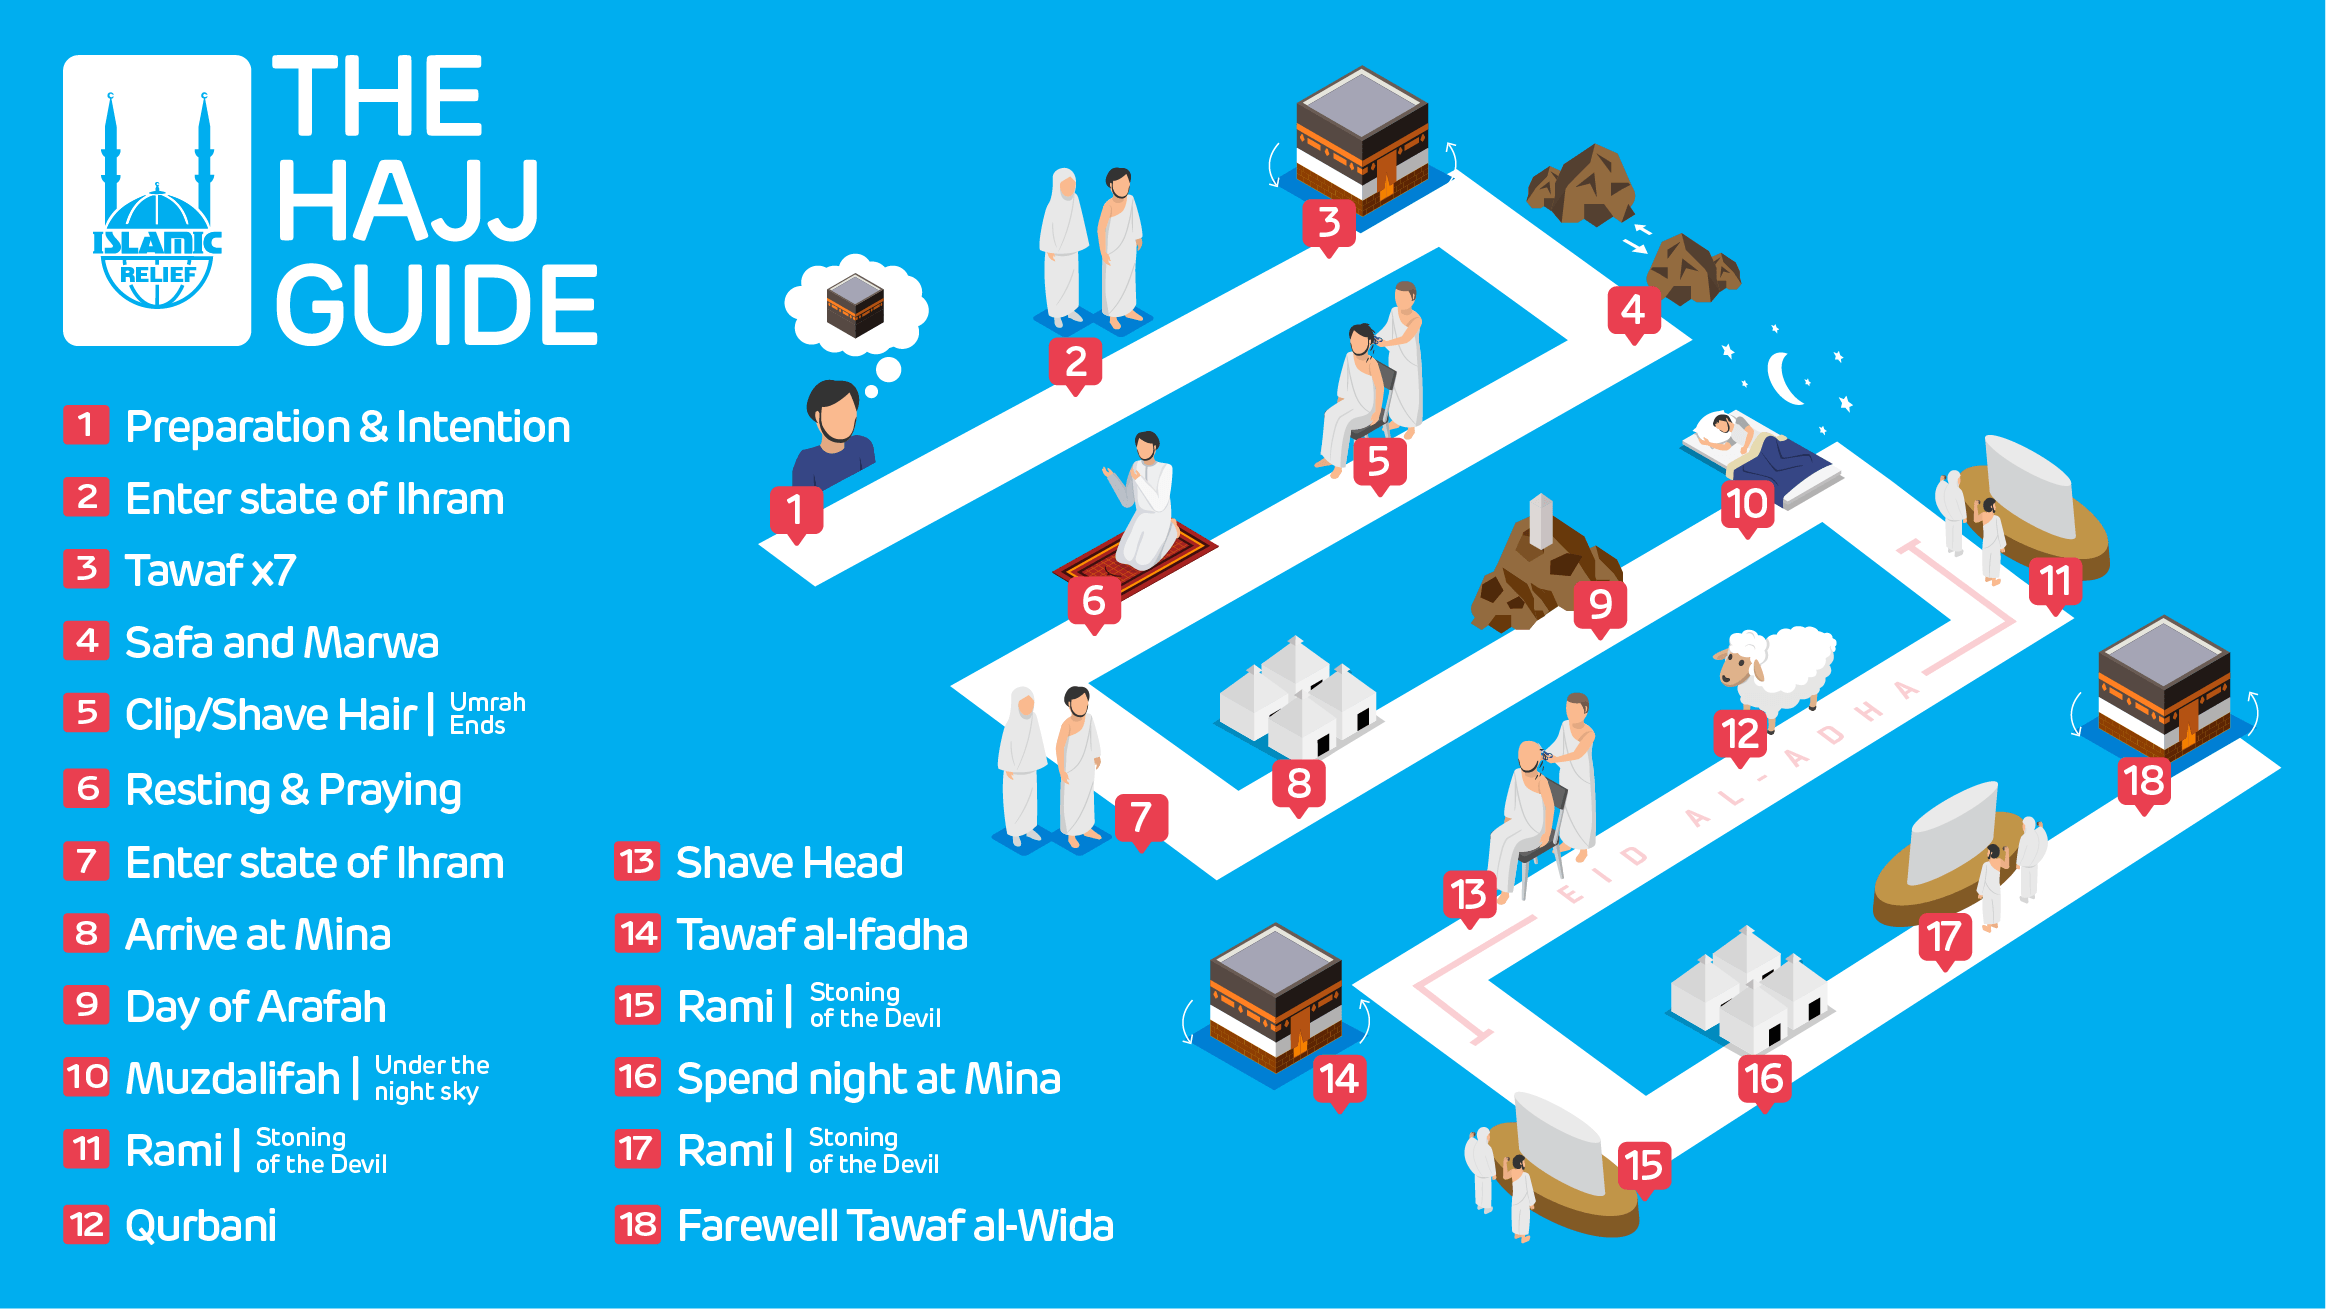 THE
HAJJ
GUIDE
ISLAMIC
RELIEF
1 Preparation & Intention
2 Enter state of Ihram
3 Tawaf x7
4 Safa and Marwa
5 Clip/Shave Hair | Umrah
Ends
6 Resting & Praying
7 Enter state of Ihram
8 Arrive at Mina
9 Day of Arafah
10 Muzdalifah | Under the
night sky
11 Rami | Stoning
of the Devil
12 Qurbani
13 Shave Head
14 Tawaf al-Ifadha
15 Rami | Stoning
of the Devil
16 Spend night at Mina
17 Rami | Stoning
of the Devil
18 Farewell Tawaf al-Wida
1
2
3
4
5
6
7
8
9
10
11
12
13
EID AL-ADHA
14
15
16
17
18